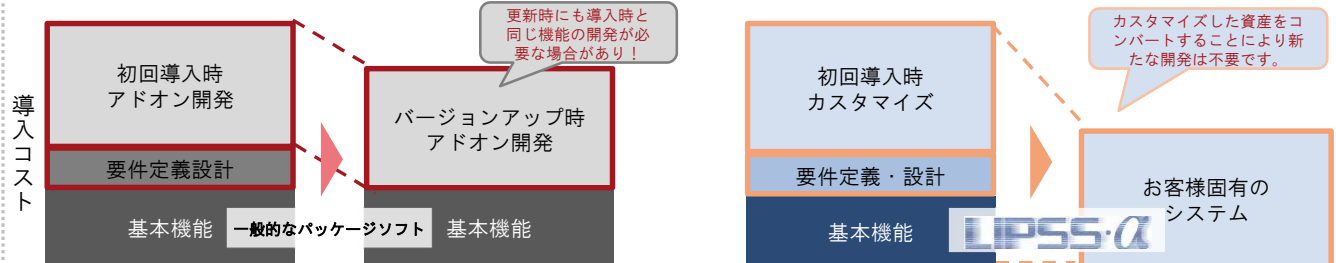 導入コスト
初回導入時
アドオン開発
要件定義設計
基本機能
一般的なパッケージソフト
更新時にも導入時と
同じ機能の開発が必
要な場合があり！
バージョンアップ時
アドオン開発
基本機能
初回導入時
カスタマイズ
要件定義・設計
基本機能
LIPSS・α
カスタマイズした資産をコ
ンバートすることにより新
たな開発は不要です。
お客様固有の
システム